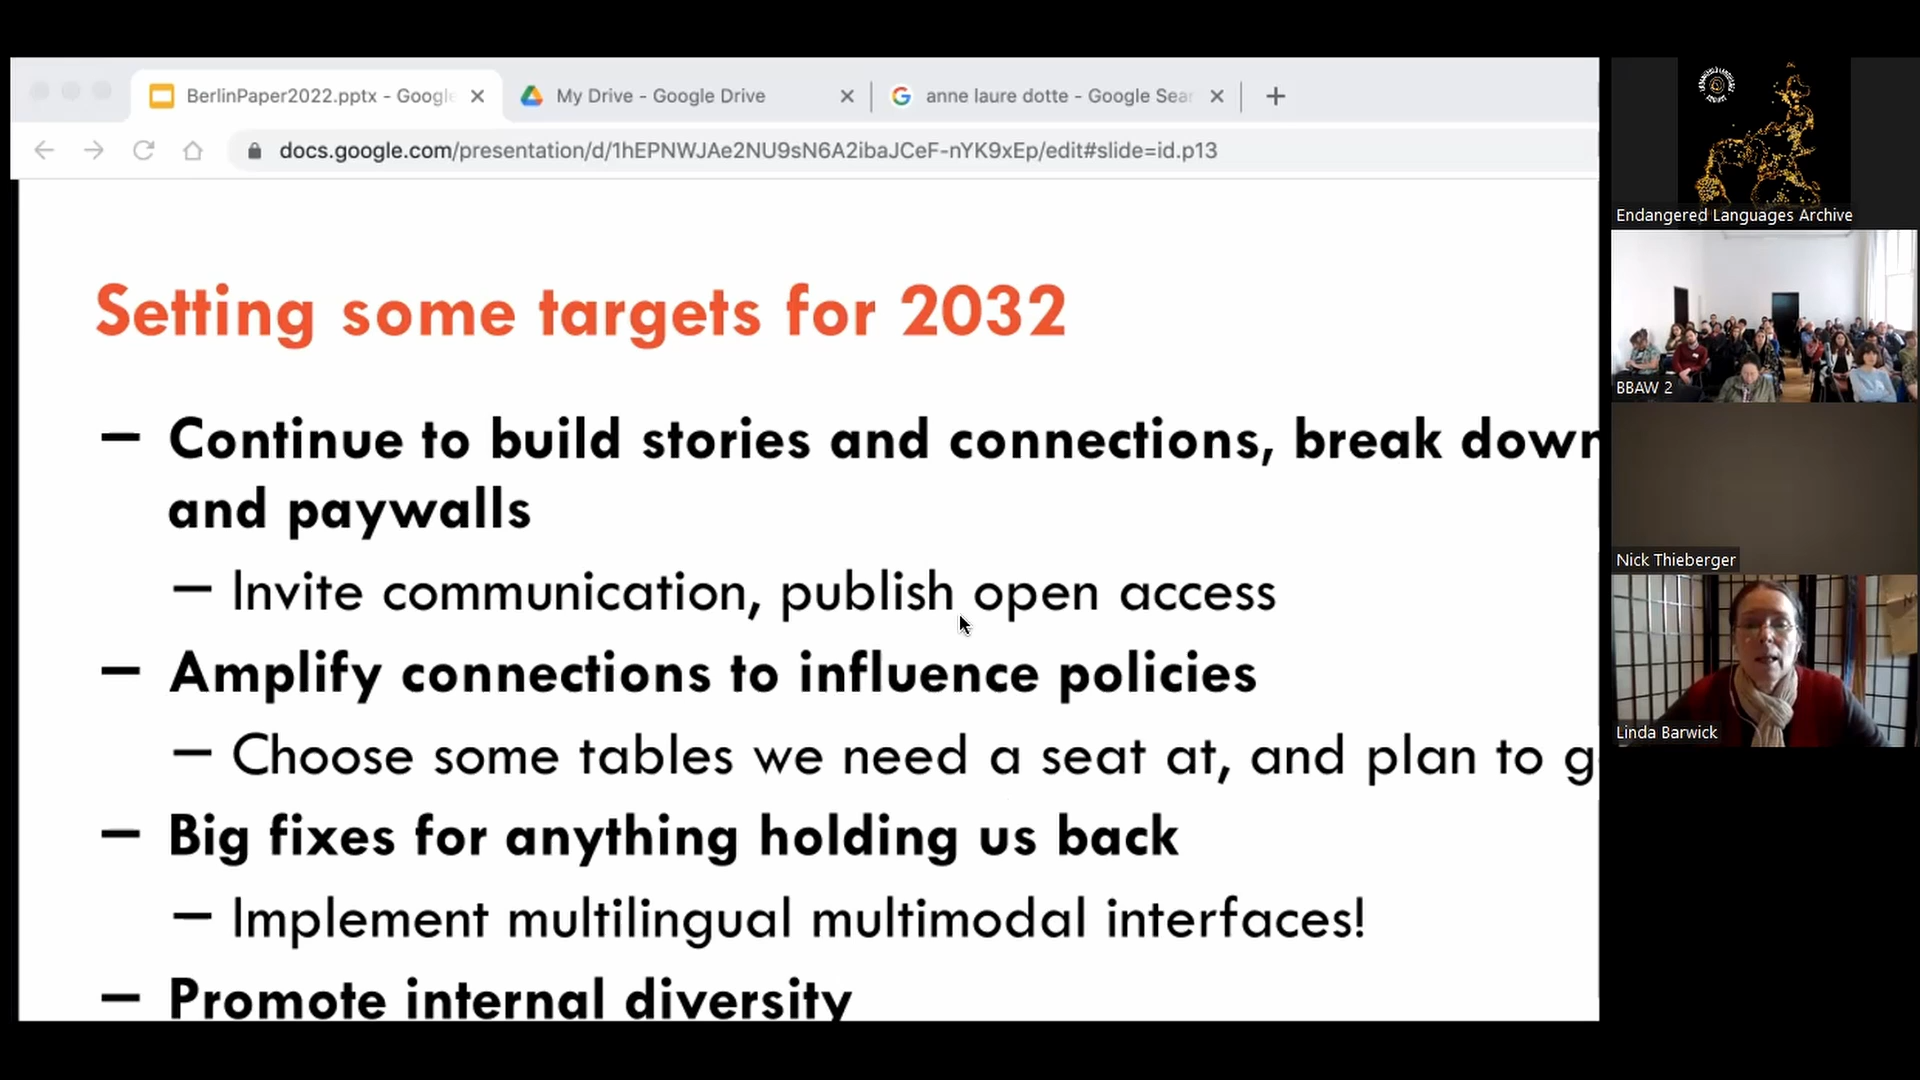 BerlinPaper2022.pptx - Google
My Drive - Google Drive
anne laure dotte - Google Sear
docs.google.com/presentation/d/1hEPNWJAe2NU9sN6A2ibaJCeF-nYK9xEp/edit#slide=id.p13
Setting some targets for 2032
– Continue to build stories and connections, break down
and paywalls
– Invite communication, publish open access
– Amplify connections to influence policies
– Choose some tables we need a seat at, and plan to g
– Big fixes for anything holding us back
– Implement multilingual multimodal interfaces!
– Promote internal diversity
Endangered Languages Archive
BBAW 2
Nick Thieberger
Linda Barwick